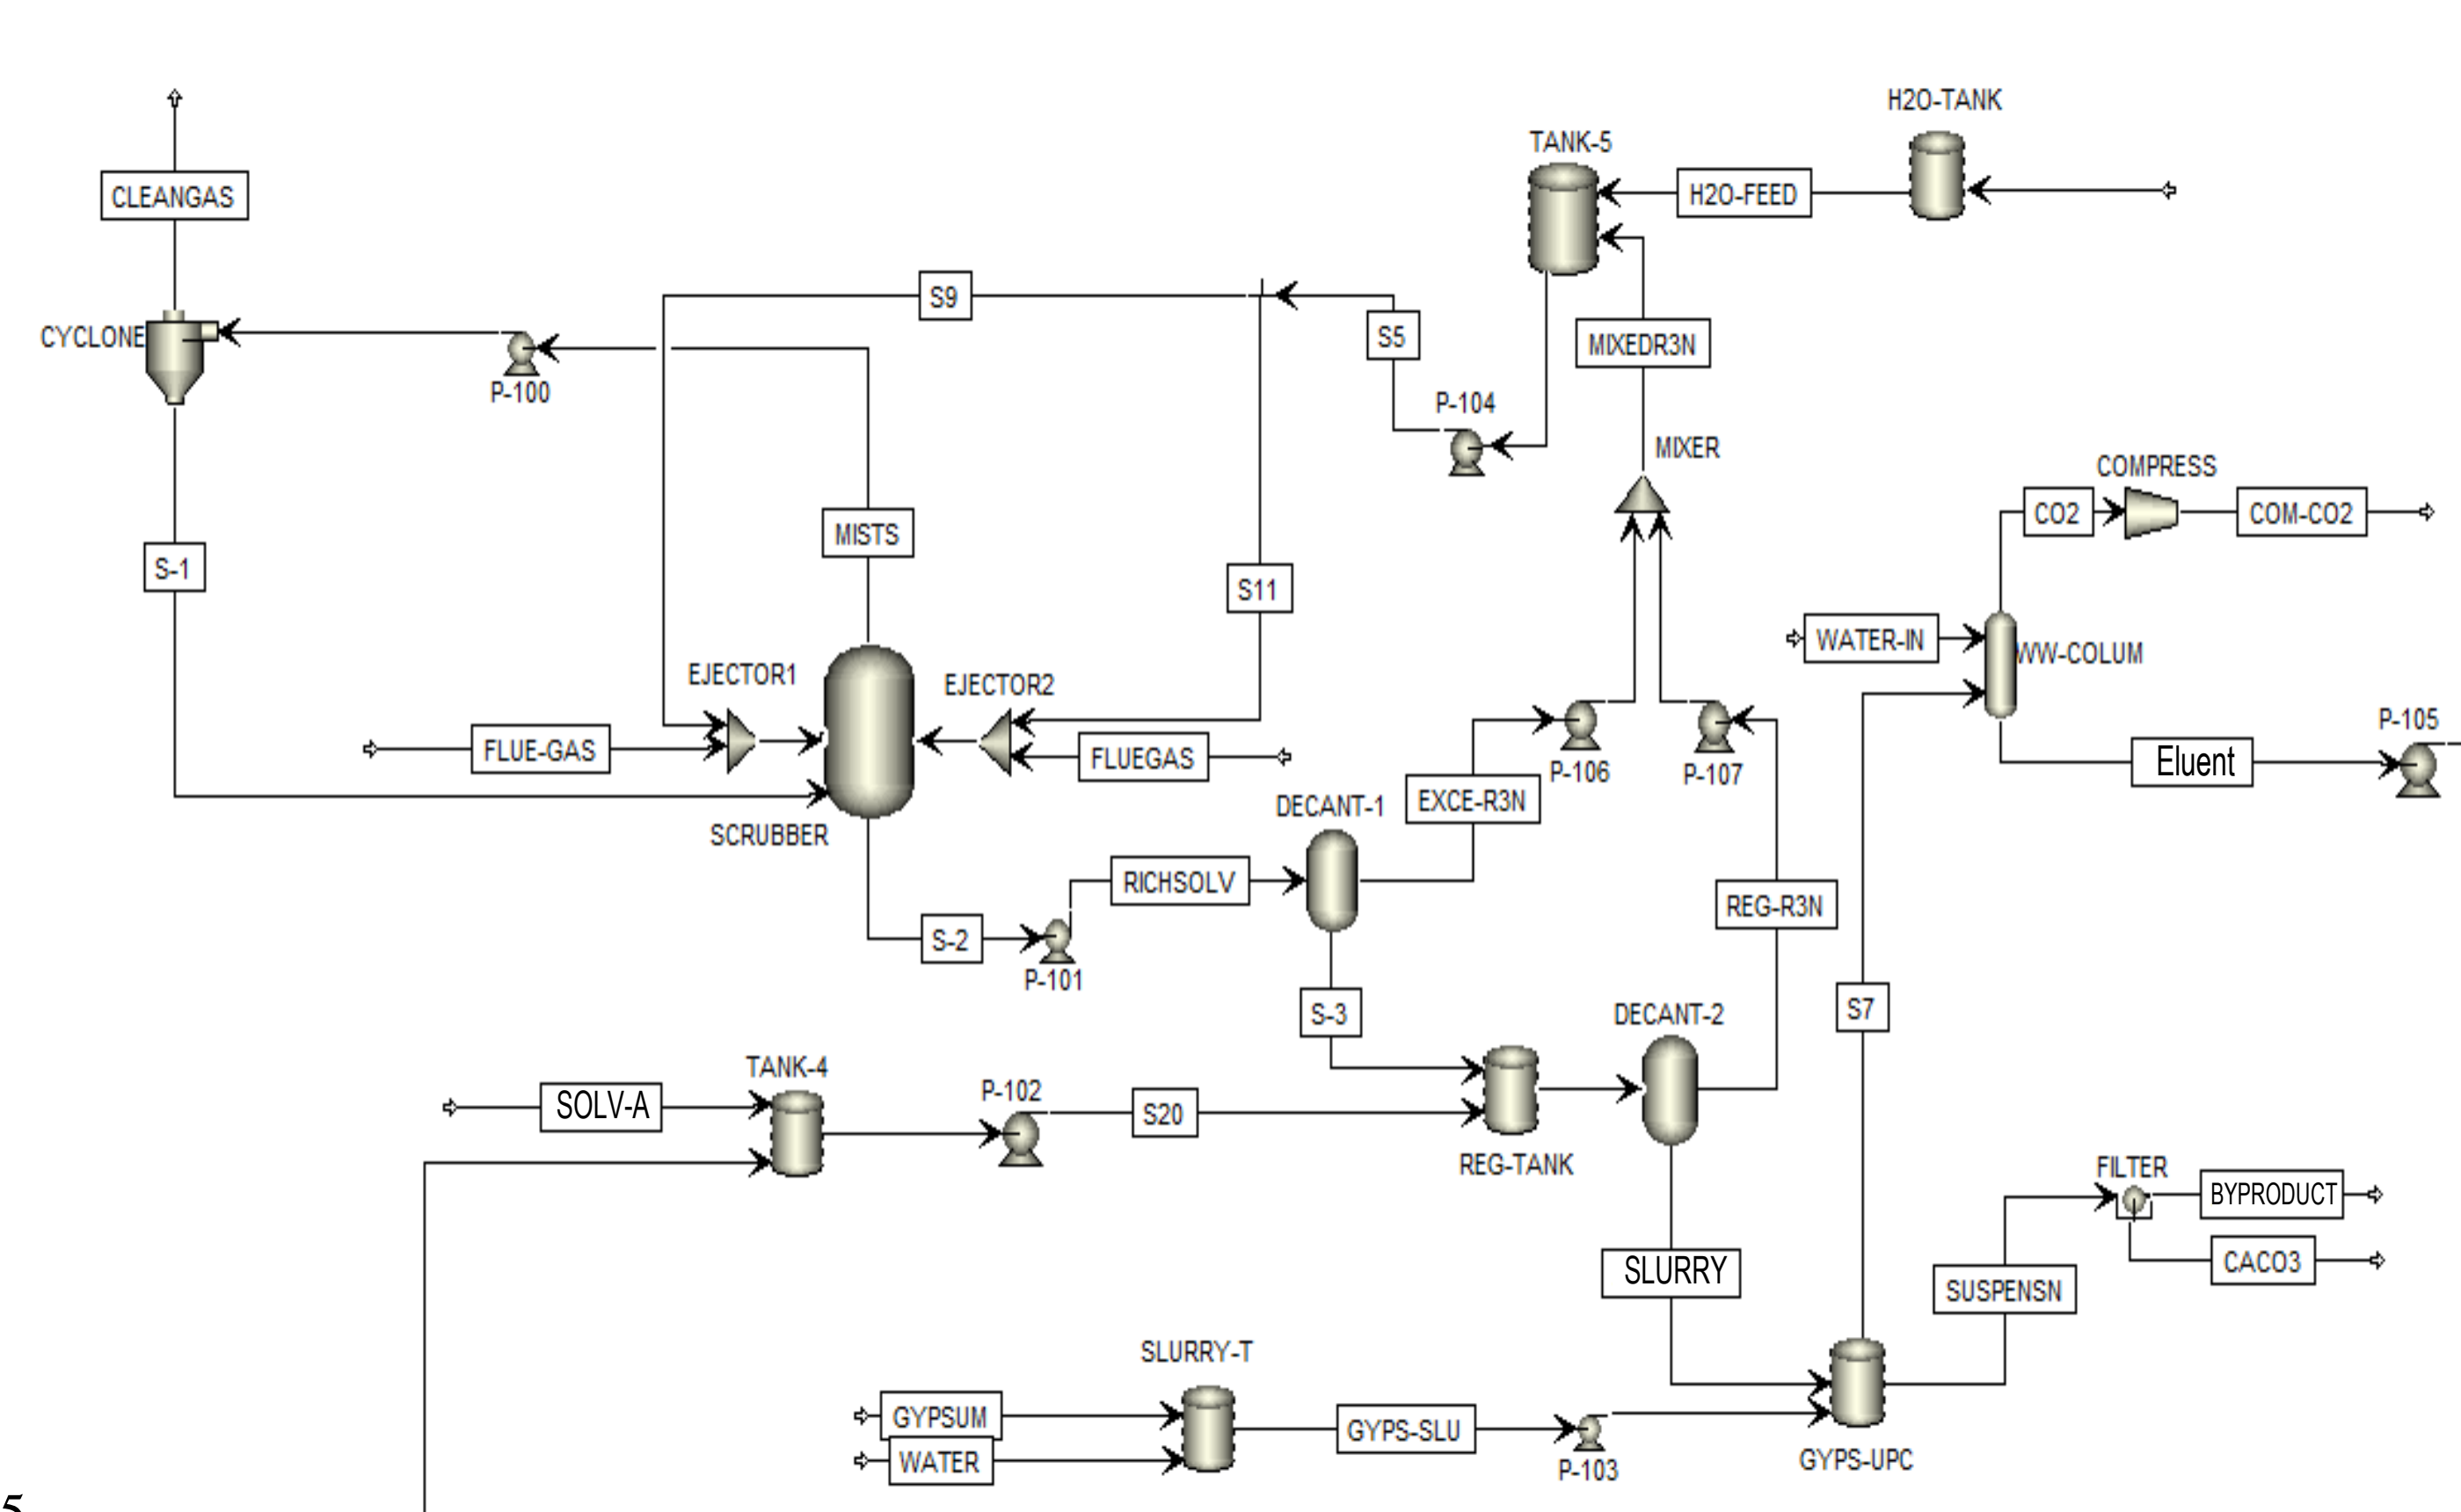 H2O-TANK
TANK-5
CLEANGAS
H2O-FEED
S9
CYCLONE
S5
MIXEDR3N
P-100
P-104
MIXER
COMPRESS
CO2
COM-CO2
MISTS
S-1
S11
WATER-IN
WW-COLUM
EJECTOR1
EJECTOR2
P-105
FLUE-GAS
FLUEGAS
Eluent
P-106
P-107
EXCE-R3N
DECANT-1
SCRUBBER
RICHSOLV
REG-R3N
S-2
P-101
S-3
DECANT-2
S7
TANK-4
P-102
SOLV-A
S20
REG-TANK
FILTER
BYPRODUCT
SLURRY
CACO3
SUSPENSN
SLURRY-T
GYPSUM
GYPS-SLU
WATER
P-103
GYPS-UPC
5